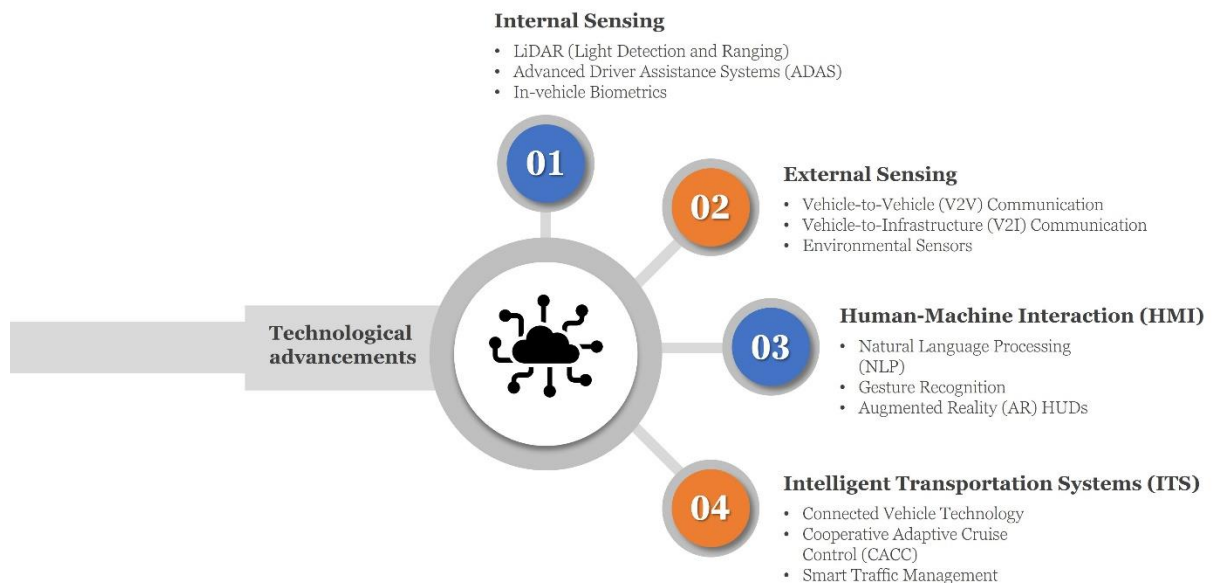 Internal Sensing
• LiDAR (Light Detection and Ranging)
• Advanced Driver Assistance Systems (ADAS)
• In-vehicle Biometrics
01
02
External Sensing
• Vehicle-to-Vehicle (V2V) Communication
• Vehicle-to-Infrastructure (V2I) Communication
• Environmental Sensors
Technological
advancements
03
Human-Machine Interaction (HMI)
• Natural Language Processing
(NLP)
• Gesture Recognition
• Augmented Reality (AR) HUDs
04
Intelligent Transportation Systems (ITS)
• Connected Vehicle Technology
• Cooperative Adaptive Cruise
Control (CACC)
• Smart Traffic Management